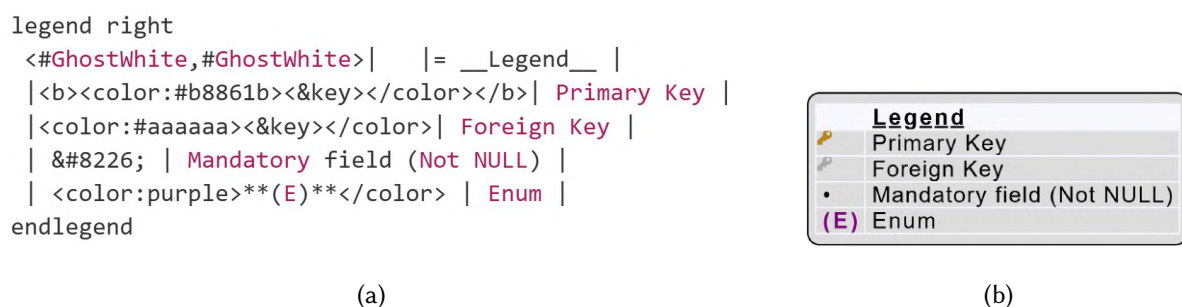 legend right
<#GhostWhite,#GhostWhite>|   |= __Legend__ |
|<b><color:#b8861b><&key></color></b>| Primary Key |
|<color:#aaaaaa><&key></color>| Foreign Key |
| &#8226; | Mandatory field (Not NULL) |
| <color:purple>**(E)**</color> | Enum |
endlegend
(a)
Legend
Primary Key
Foreign Key
• Mandatory field (Not NULL)
(E) Enum
(b)